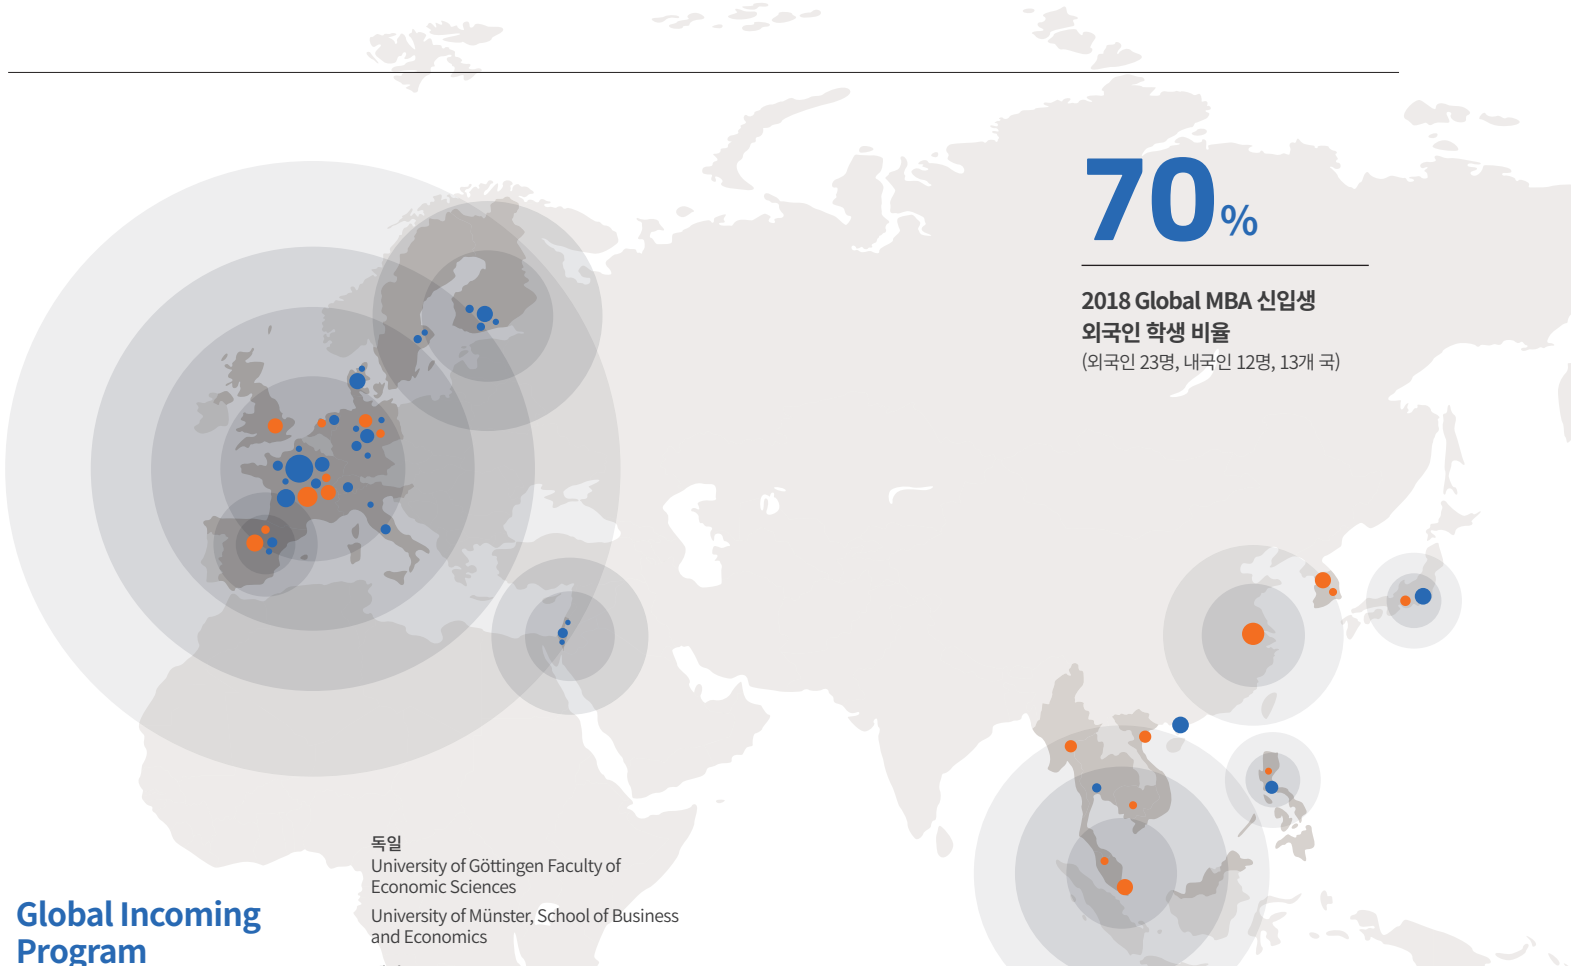 70%
2018 Global MBA 신입생
외국인 학생 비율
(외국인 23명, 내국인 12명, 13개 국)
Global Incoming
Program
독일
University of Göttingen Faculty of
Economic Sciences
University of Münster, School of Business
and Economics